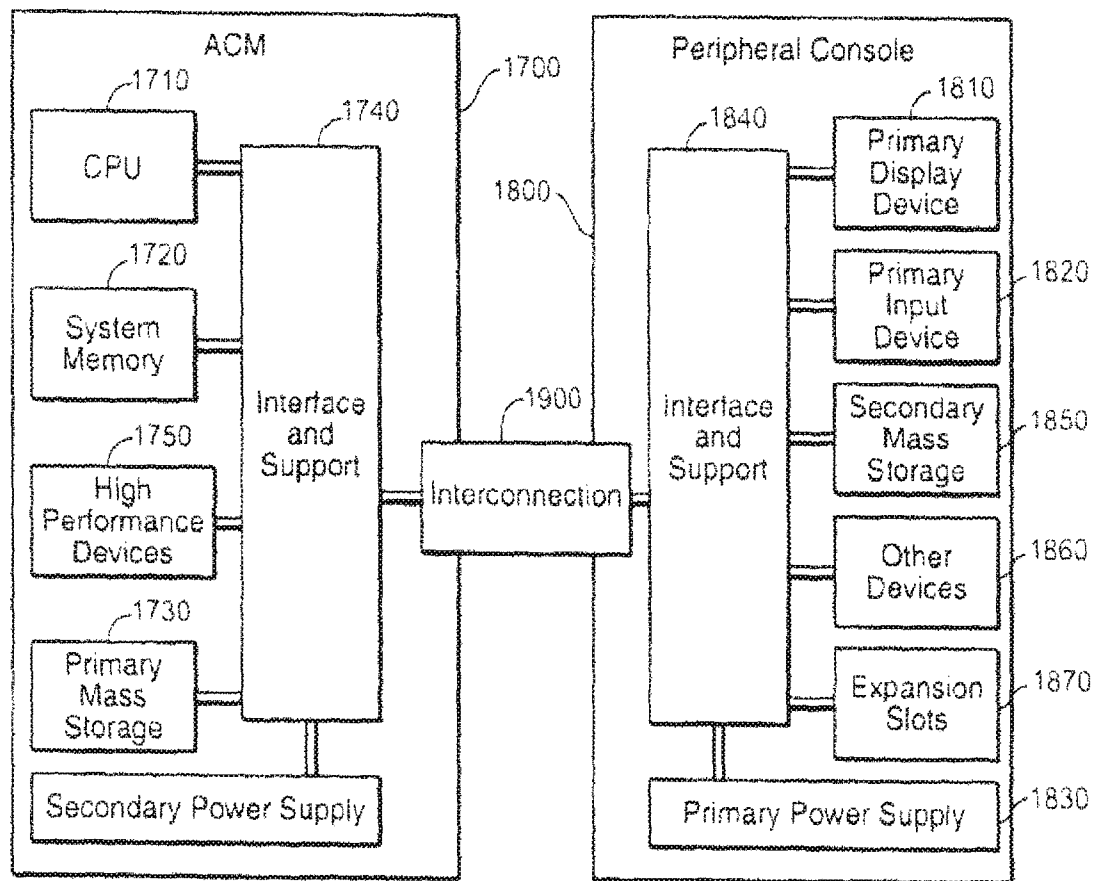 ACM
1700
1710
CPU
1740
1720
System
Memory
Interface
and
Support
1750
High
Performance
Devices
1730
Primary
Mass
Storage
Secondary Power Supply
1900
Interconnection
Peripheral Console
1800
1840
Interface
and
Support
1810
Primary
Display
Device
Primary
Input
Device
1820
Secondary
Mass
Storage
1850
Other
Devices
1860
Expansion
Slots
1870
Primary Power Supply
1830